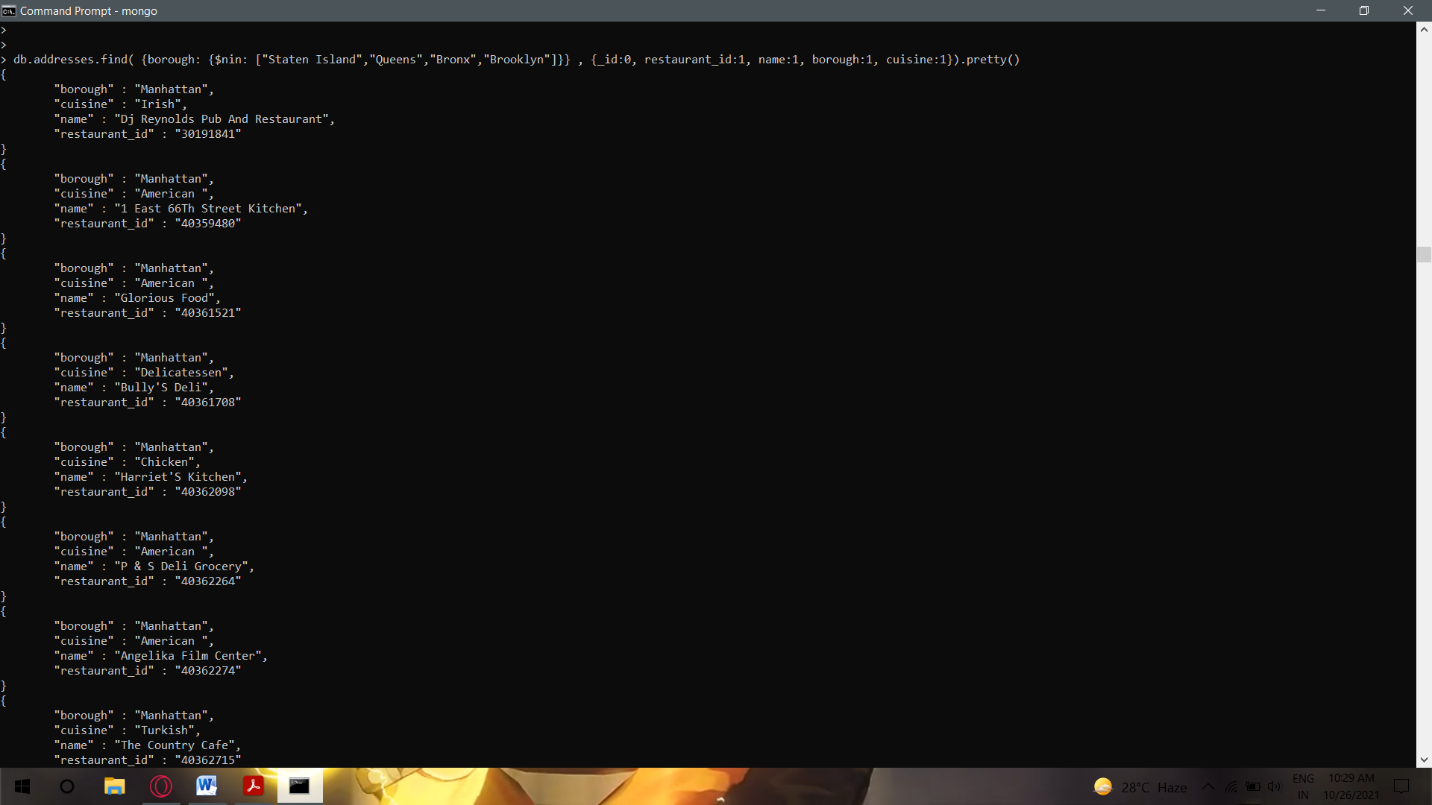 Command Prompt - mongo
>
>
> db.addresses.find( {borough: {$nin: ["Staten Island","Queens","Bronx","Brooklyn"]}} , {_id:0, restaurant_id:1, name:1, borough:1, cuisine:1}).pretty()
{
"borough" : "Manhattan",
"cuisine" : "Irish",
"name" : "Dj Reynolds Pub And Restaurant",
"restaurant_id" : "30191841"
}
{
"borough" : "Manhattan",
"cuisine" : "American ",
"name" : "1 East 66Th Street Kitchen",
"restaurant_id" : "40359480"
}
{
"borough" : "Manhattan",
"cuisine" : "American ",
"name" : "Glorious Food",
"restaurant_id" : "40361521"
}
{
"borough" : "Manhattan",
"cuisine" : "Delicatessen",
"name" : "Bully'S Deli",
"restaurant_id" : "40361708"
}
{
"borough" : "Manhattan",
"cuisine" : "Chicken",
"name" : "Harriet'S Kitchen",
"restaurant_id" : "40362098"
}
{
"borough" : "Manhattan",
"cuisine" : "American ",
"name" : "P & S Deli Grocery",
"restaurant_id" : "40362264"
}
{
"borough" : "Manhattan",
"cuisine" : "American ",
"name" : "Angelika Film Center",
"restaurant_id" : "40362274"
}
{
"borough" : "Manhattan",
"cuisine" : "Turkish",
"name" : "The Country Cafe",
"restaurant_id" : "40362715"
28°C Haze
ENG
IN
10:29 AM
10/26/2021